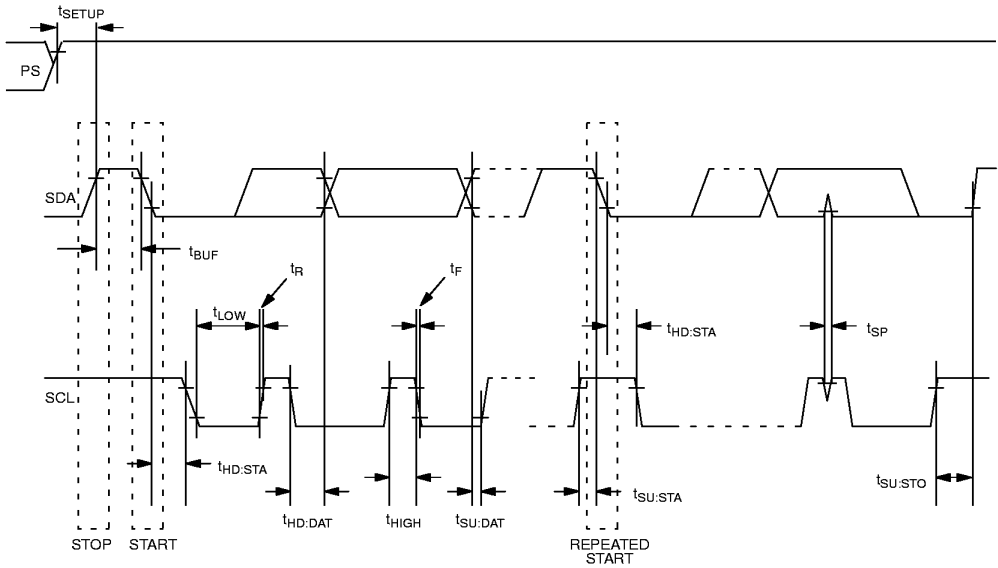 tSETUP
PS
SDA
tBUF
tR
tF
tLOW
tHD:STA
tSP
SCL
tHD:STA
tSU:STO
tHD:DAT
tHIGH
tSU:DAT
tSU:STA
STOP
START
REPEATED
START